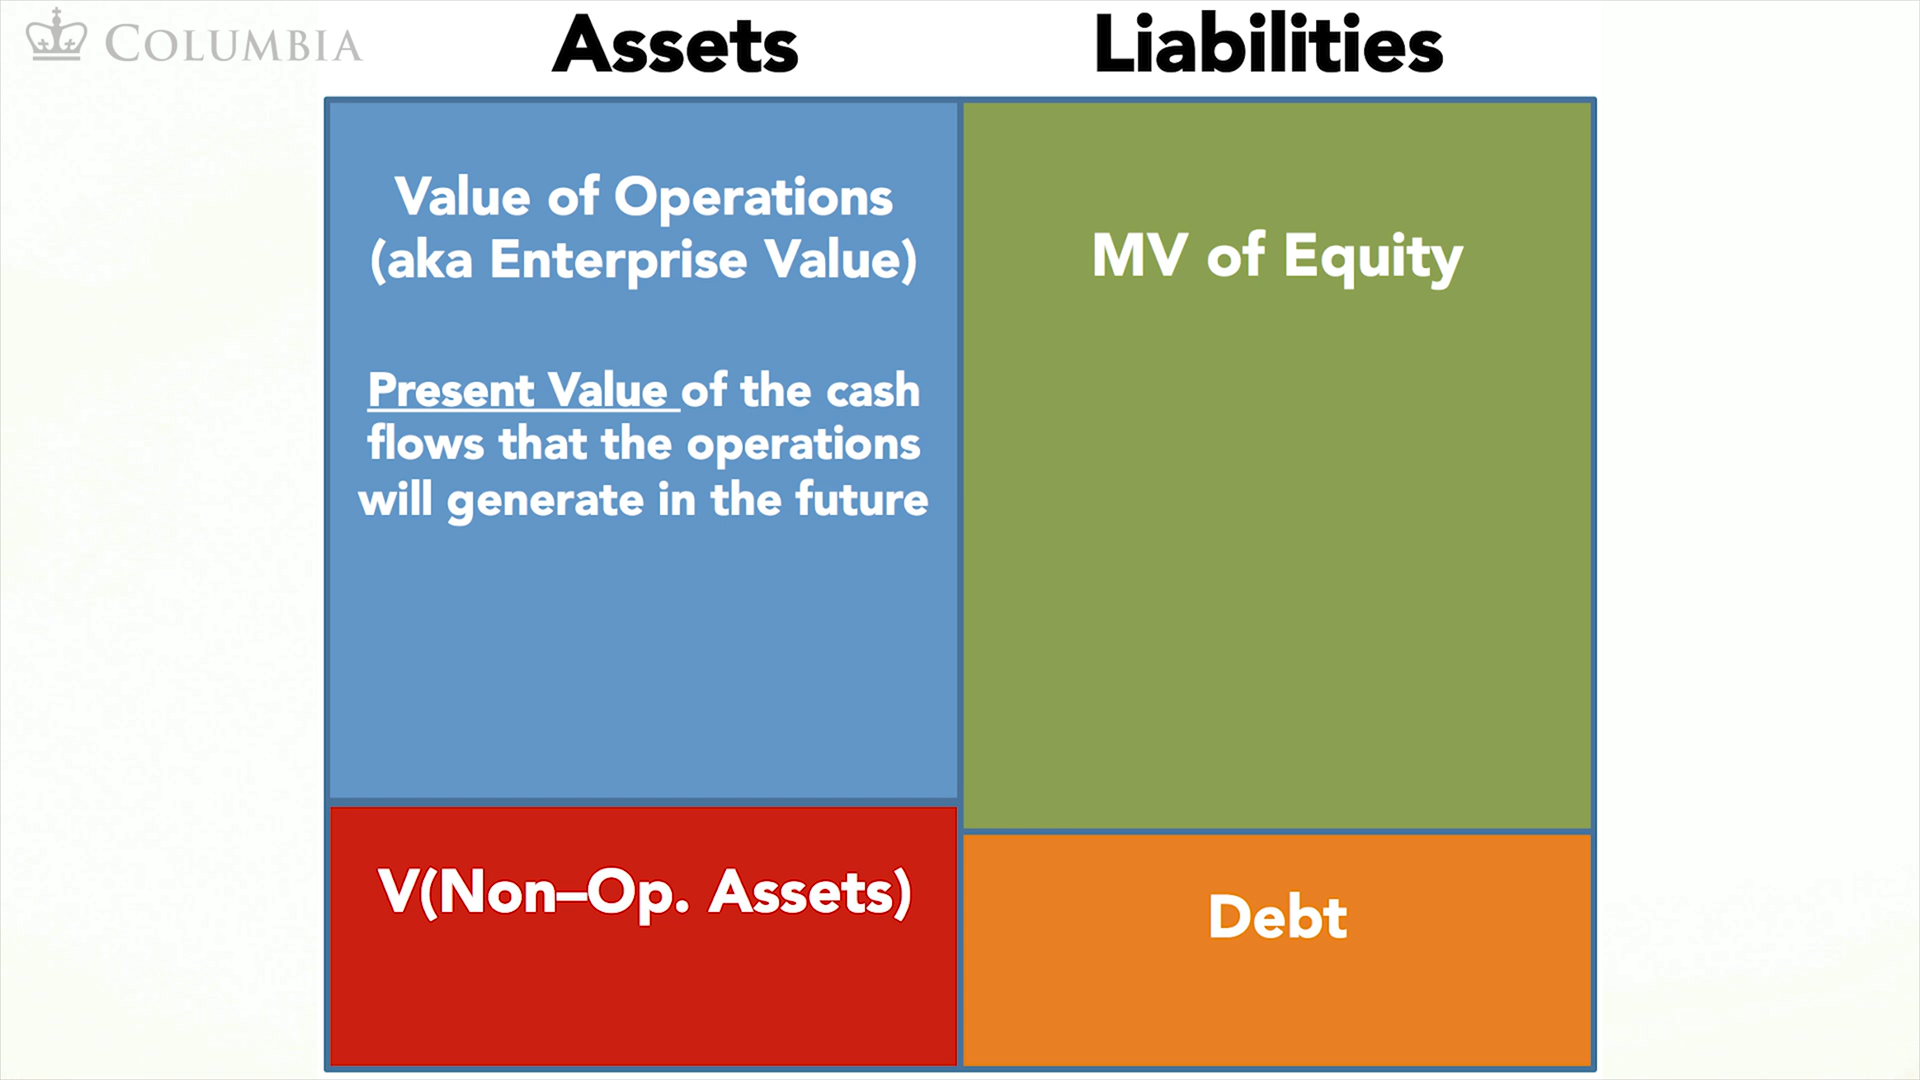 COLUMBIA
Assets
Liabilities
Value of Operations
(aka Enterprise Value)
Present Value of the cash
flows that the operations
will generate in the future
MV of Equity
V(Non–Op. Assets)
Debt